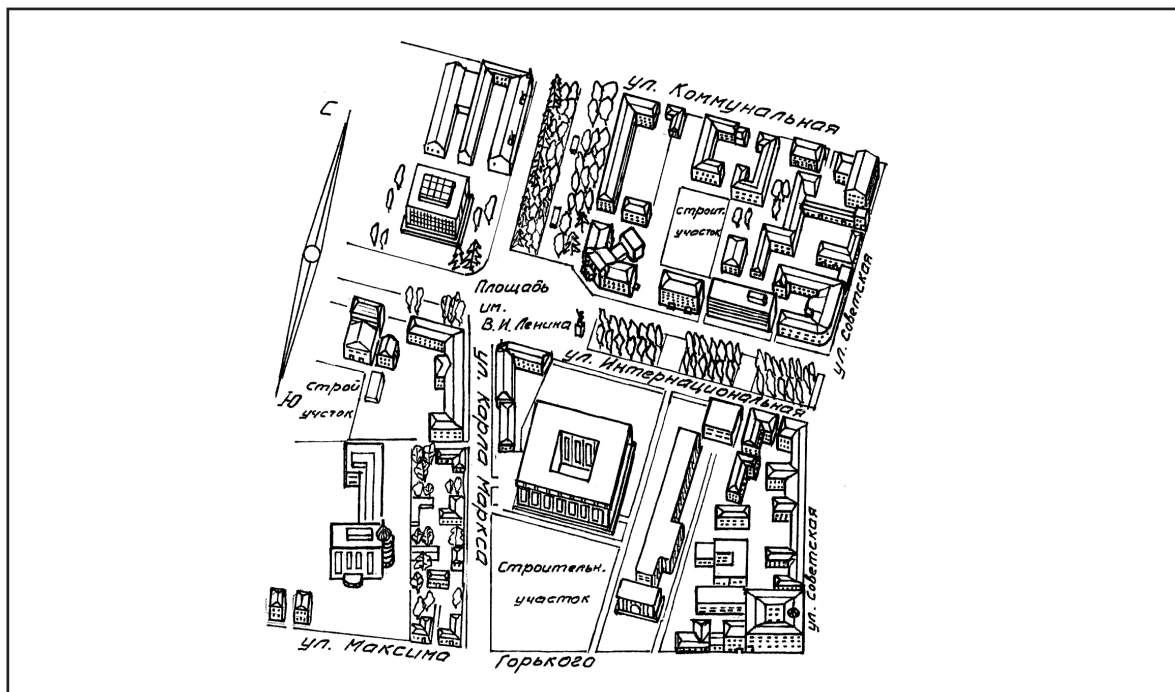 ул. Коммунальная
С
строит.
участок
Площадь
им.
В.И.Ленина
ул. Советская
ул. Интернациональная
ул. Карла Маркса
Ю
строй
учсток
Строительн.
участок
ул. Советская
ул. Максима
Горького